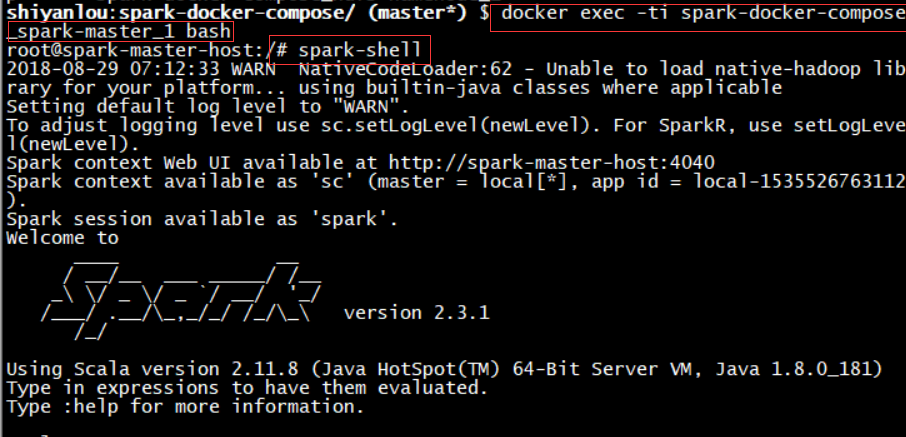 shiyanlou:spark-docker-compose/ (master*) $ docker exec -ti spark-docker-compose
_spark-master_1 bash
root@spark-master-host:/# spark-shell
2018-08-29 07:12:33 WARN  NativeCodeLoader:62 - Unable to load native-hadoop lib
rary for your platform... using builtin-java classes where applicable
Setting default log level to "WARN".
To adjust logging level use sc.setLogLevel(newLevel). For SparkR, use setLogLeve
l(newLevel).
Spark context Web UI available at http://spark-master-host:4040
Spark context available as 'sc' (master = local[*], app id = local-1535526763112
).
Spark session available as 'spark'.
Welcome to
Spark version 2.3.1
Using Scala version 2.11.8 (Java HotSpot(TM) 64-Bit Server VM, Java 1.8.0_181)
Type in expressions to have them evaluated.
Type :help for more information.